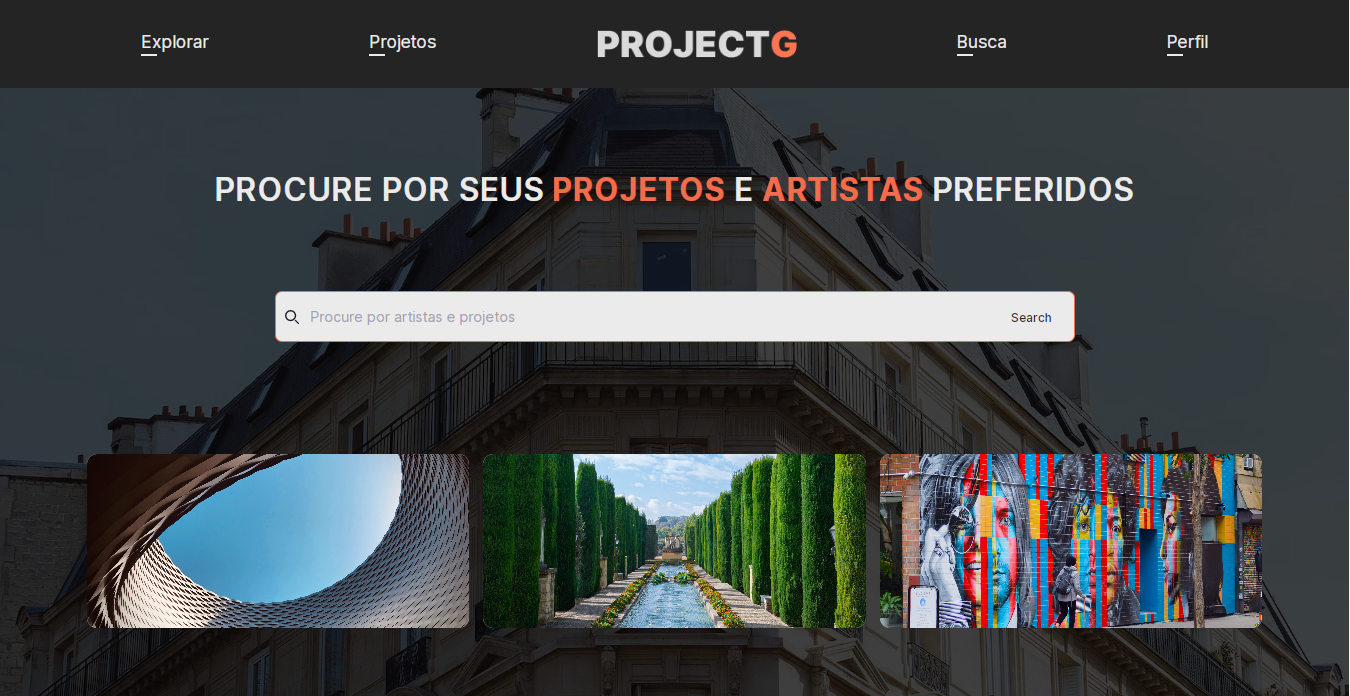 Explorar
Projetos
PROJECTG
Busca
Perfil
PROCURE POR SEUS PROJETOS E ARTISTAS PREFERIDOS
Procure por artistas e projetos
Search